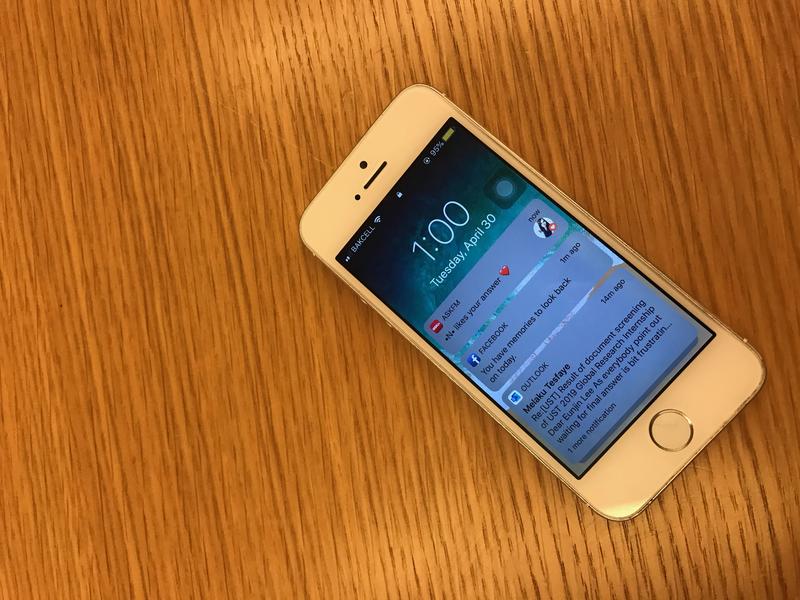 BAKCELL
95%
1:00
Tuesday, April 30
ASKFM
now
•N• likes your answer ❤️
FACEBOOK
1m ago
You have memories to look back
on today.
OUTLOOK
14m ago
Melaku Tesfaye
Re:[UST] Result of document screening
of UST 2019 Global Research Internship
Dear Eunjin Lee As everybody point out
waiting for final answer is bit frustratin...
1 more notification